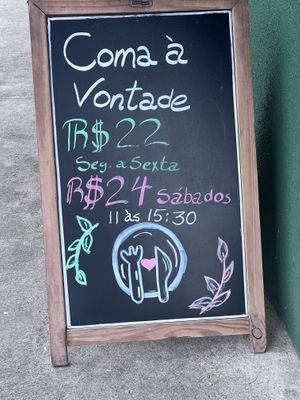 Coma à
Vontade
R$22
Seg. a Sexta
R$24 Sábados
11 às 15:30